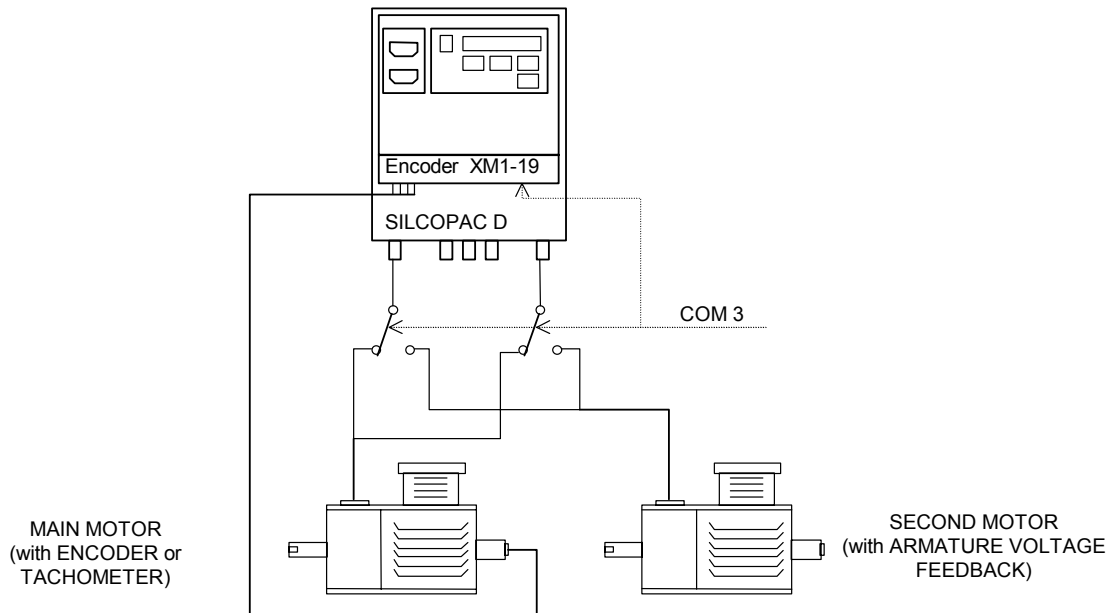 Encoder XM1-19
SILCOPAC D
COM 3
MAIN MOTOR
(with ENCODER or
TACHOMETER)
SECOND MOTOR
(with ARMATURE VOLTAGE
FEEDBACK)